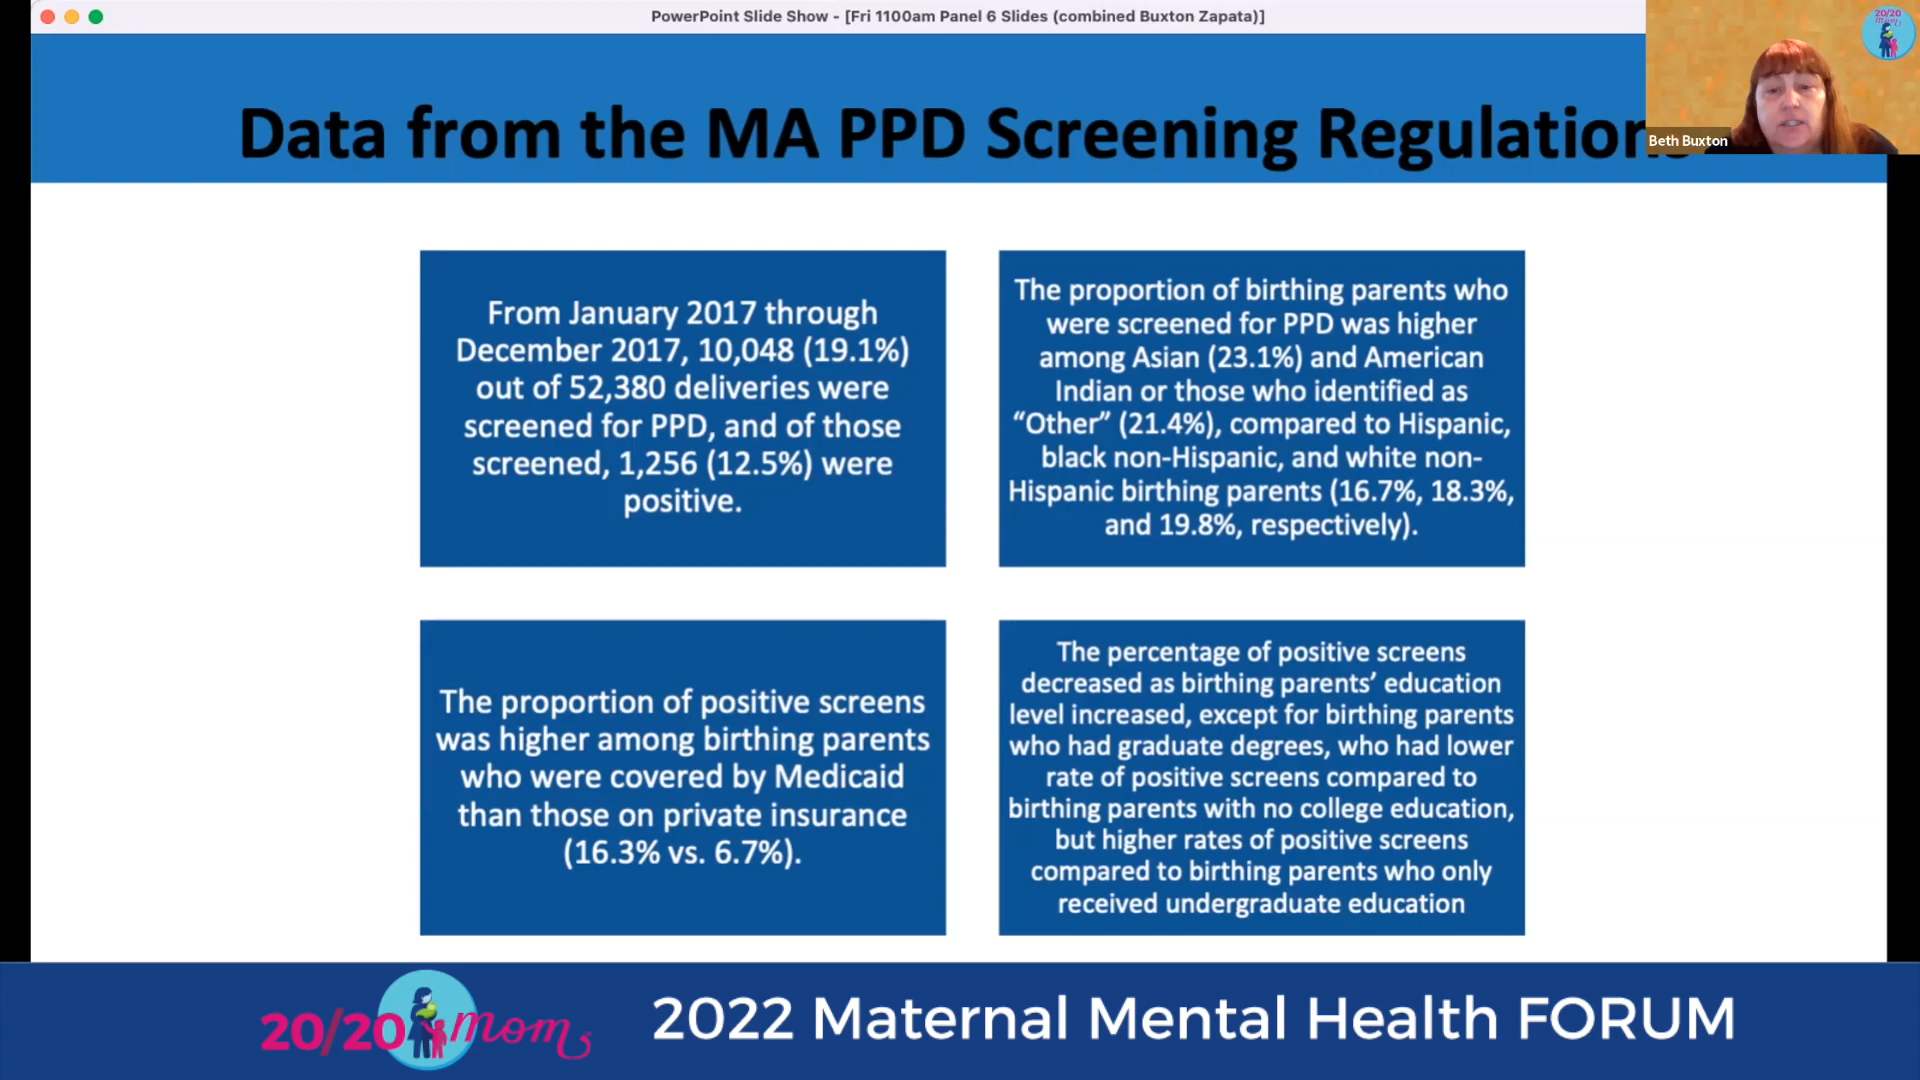 PowerPoint Slide Show - [Fri 1100am Panel 6 Slides (combined Buxton Zapata)]
20/20
mom
Data from the MA PPD Screening Regulation
Beth Buxton
From January 2017 through
December 2017, 10,048 (19.1%)
out of 52,380 deliveries were
screened for PPD, and of those
screened, 1,256 (12.5%) were
positive.
The proportion of birthing parents who
were screened for PPD was higher
among Asian (23.1%) and American
Indian or those who identified as
“Other” (21.4%), compared to Hispanic,
black non-Hispanic, and white non-
Hispanic birthing parents (16.7%, 18.3%,
and 19.8%, respectively).
The proportion of positive screens
was higher among birthing parents
who were covered by Medicaid
than those on private insurance
(16.3% vs. 6.7%).
The percentage of positive screens
decreased as birthing parents’ education
level increased, except for birthing parents
who had graduate degrees, who had lower
rate of positive screens compared to
birthing parents with no college education,
but higher rates of positive screens
compared to birthing parents who only
received undergraduate education
20/20 mom
2022 Maternal Mental Health FORUM